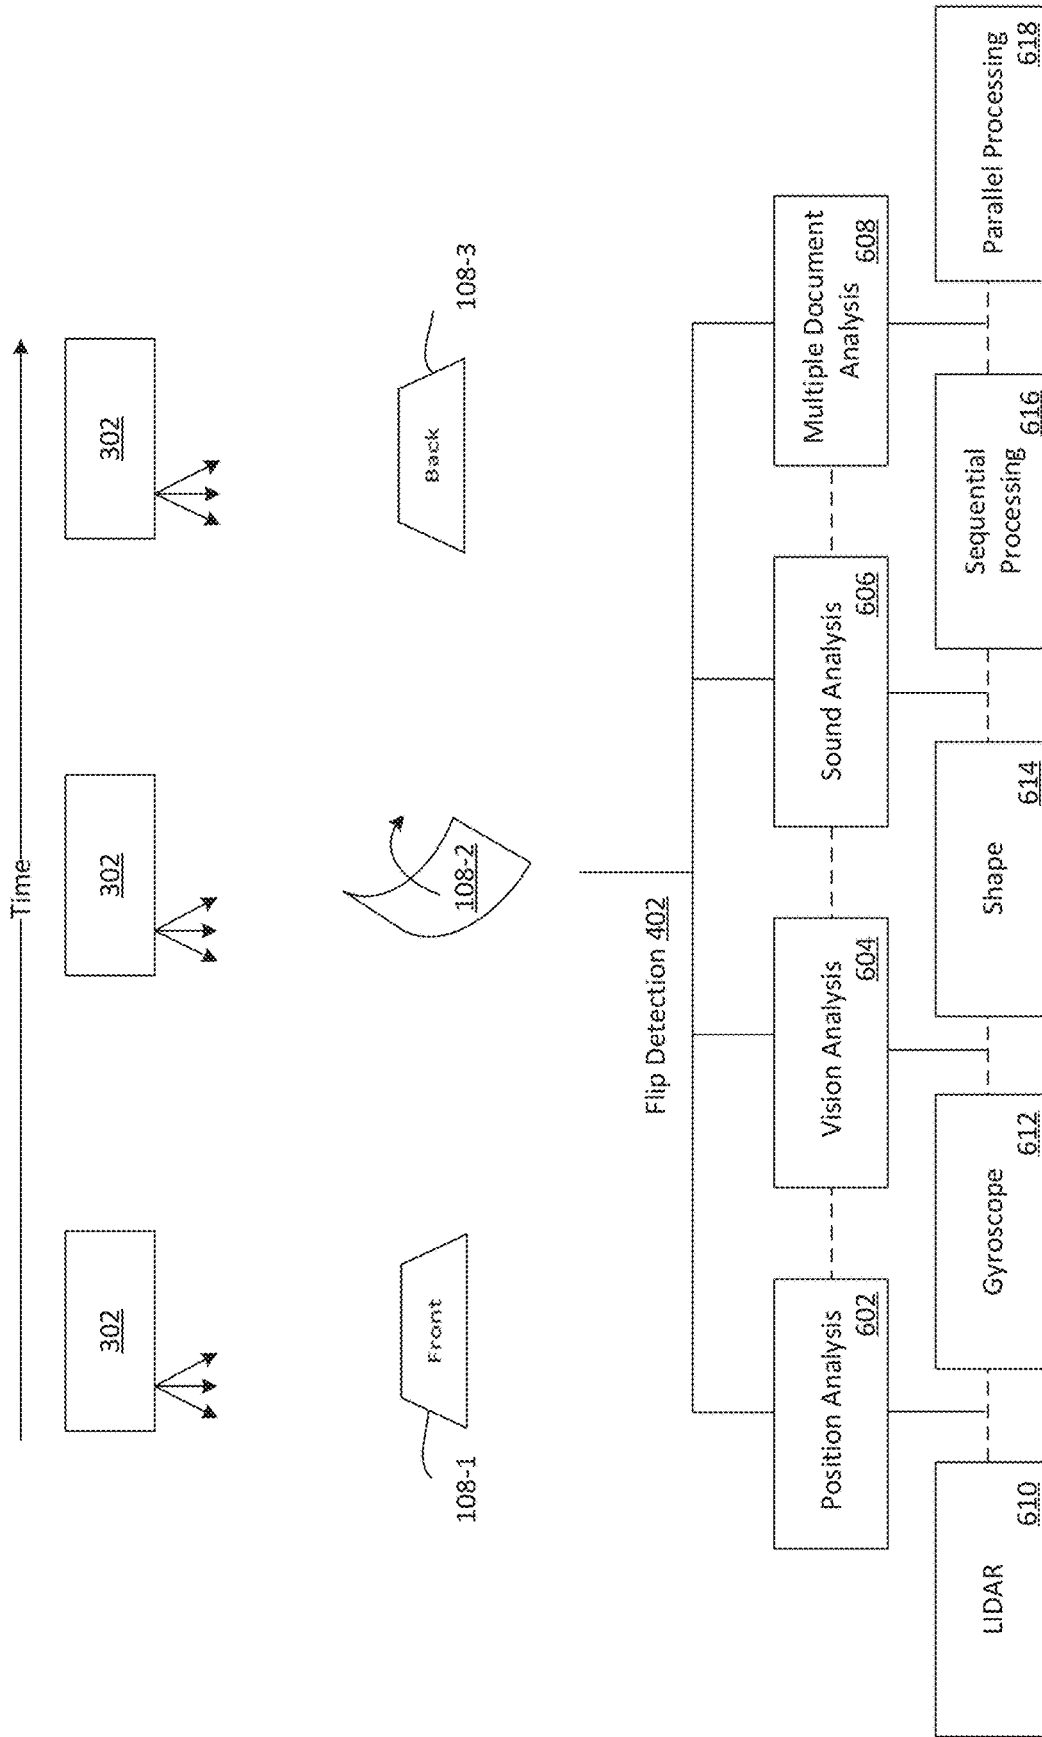 Time
302
302
302
Front
Back
108-1
108-2
108-3
Flip Detection 402
Position Analysis
602
Vision Analysis
604
Sound Analysis
606
Multiple Document
Analysis
608
LIDAR
610
Gyroscope
612
Shape
614
Sequential
Processing
616
Parallel Processing
618